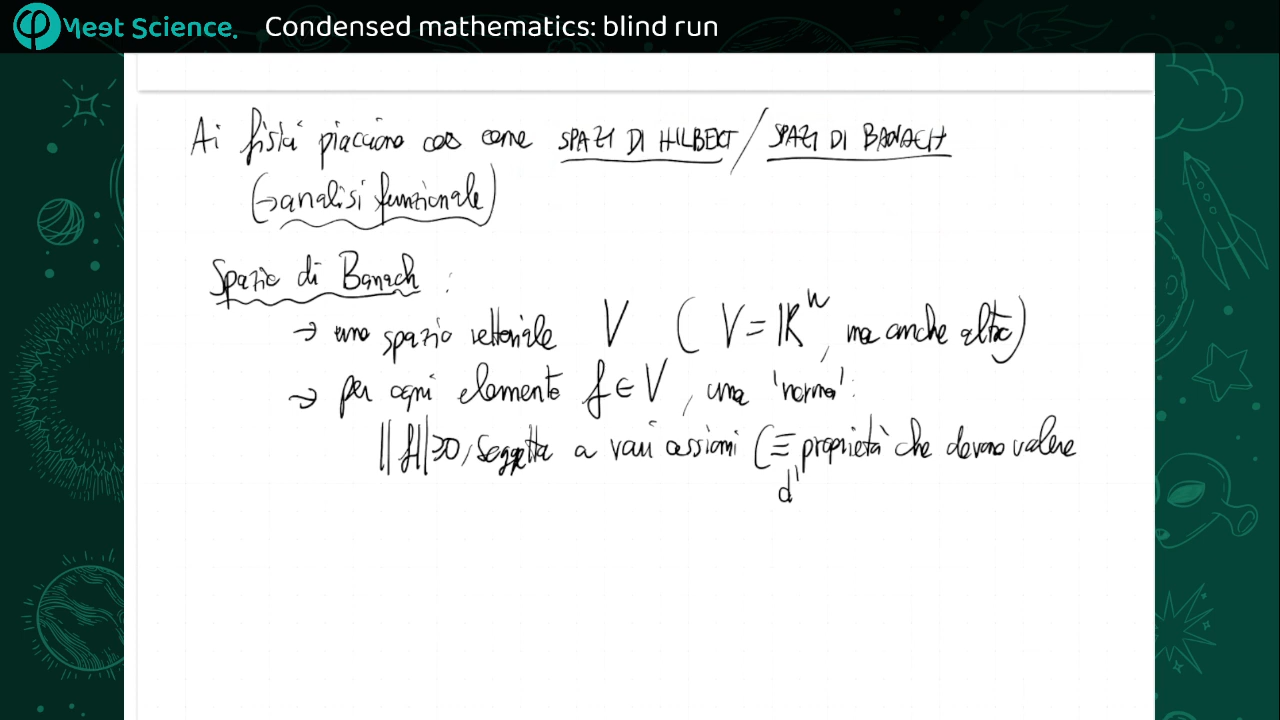 Meet Science.
Condensed mathematics: blind run
Ai fisici piacciono cose come SPAZI DI HILBERT / SPAZI DI BANACH
(→ analisi funzionale)
Spazio di Banach :
→ uno spazio vettoriale V ( V = ℝⁿ, ma anche altro)
→ per ogni elemento f ∈ V, una 'norma':
||f|| ≥0, soggetta a vari assiomi (≡ proprietà che devono valere
d'